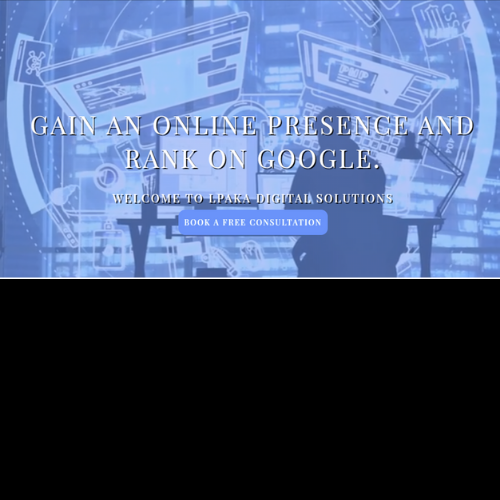 GAIN AN ONLINE PRESENCE AND
RANK ON GOOGLE.
WELCOME TO LPAKA DIGITAL SOLUTIONS
BOOK A FREE CONSULTATION